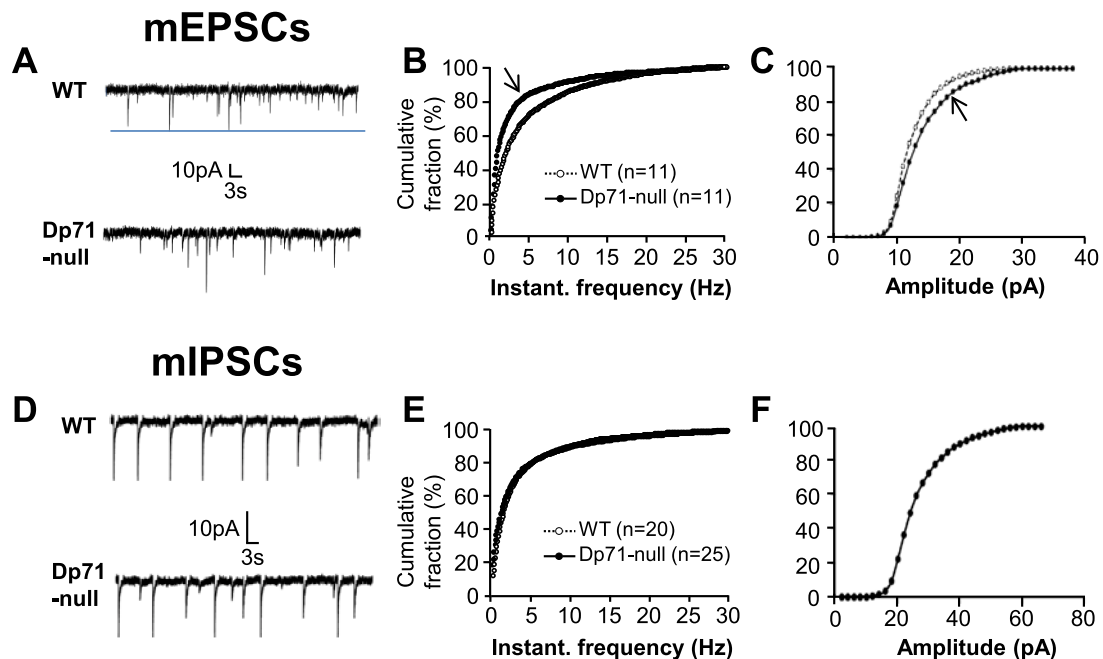 mEPSCs
A
WT
10pA
3s
Dp71
-null
B
Cumulative
fraction (%)
100
80
60
40
20
0
WT (n=11)
Dp71-null (n=11)
0 5 10 15 20 25 30
Instant. frequency (Hz)
C
100
80
60
40
20
0
0 10 20 30 40
Amplitude (pA)
mIPSCs
D
WT
10pA
3s
Dp71
-null
E
Cumulative
fraction (%)
100
80
60
40
20
0
WT (n=20)
Dp71-null (n=25)
0 5 10 15 20 25 30
Instant. frequency (Hz)
F
100
80
60
40
20
0
0 20 40 60 80
Amplitude (pA)